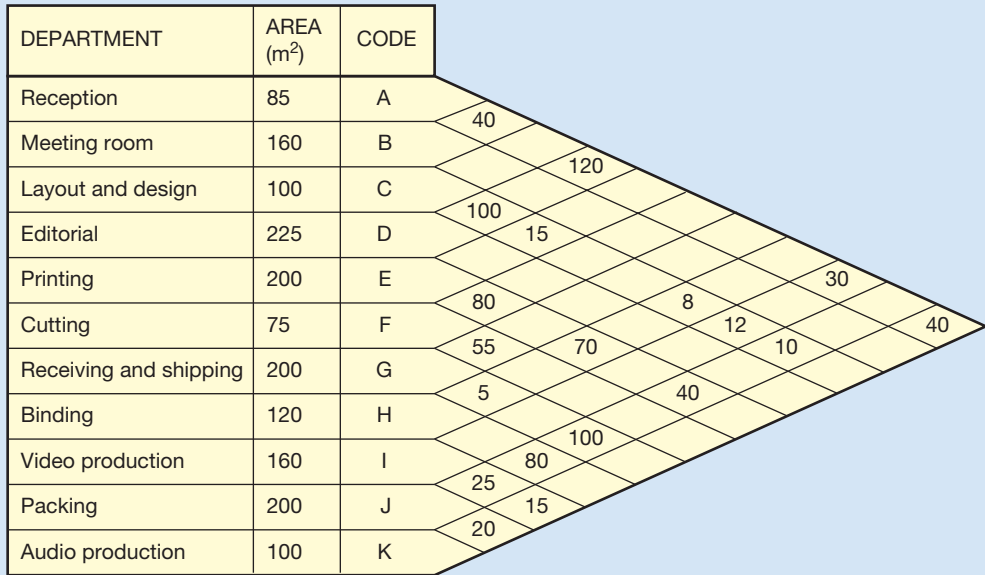 DEPARTMENT AREA (m²) CODE
Reception 85 A
40
Meeting room 160 B
120
Layout and design 100 C
100
Editorial 225 D
15
Printing 200 E
30
80 8
Cutting 75 F
12 40
55 70 10
Receiving and shipping 200 G
5 40
Binding 120 H
100
Video production 160 I
80
25
Packing 200 J
15
20
Audio production 100 K